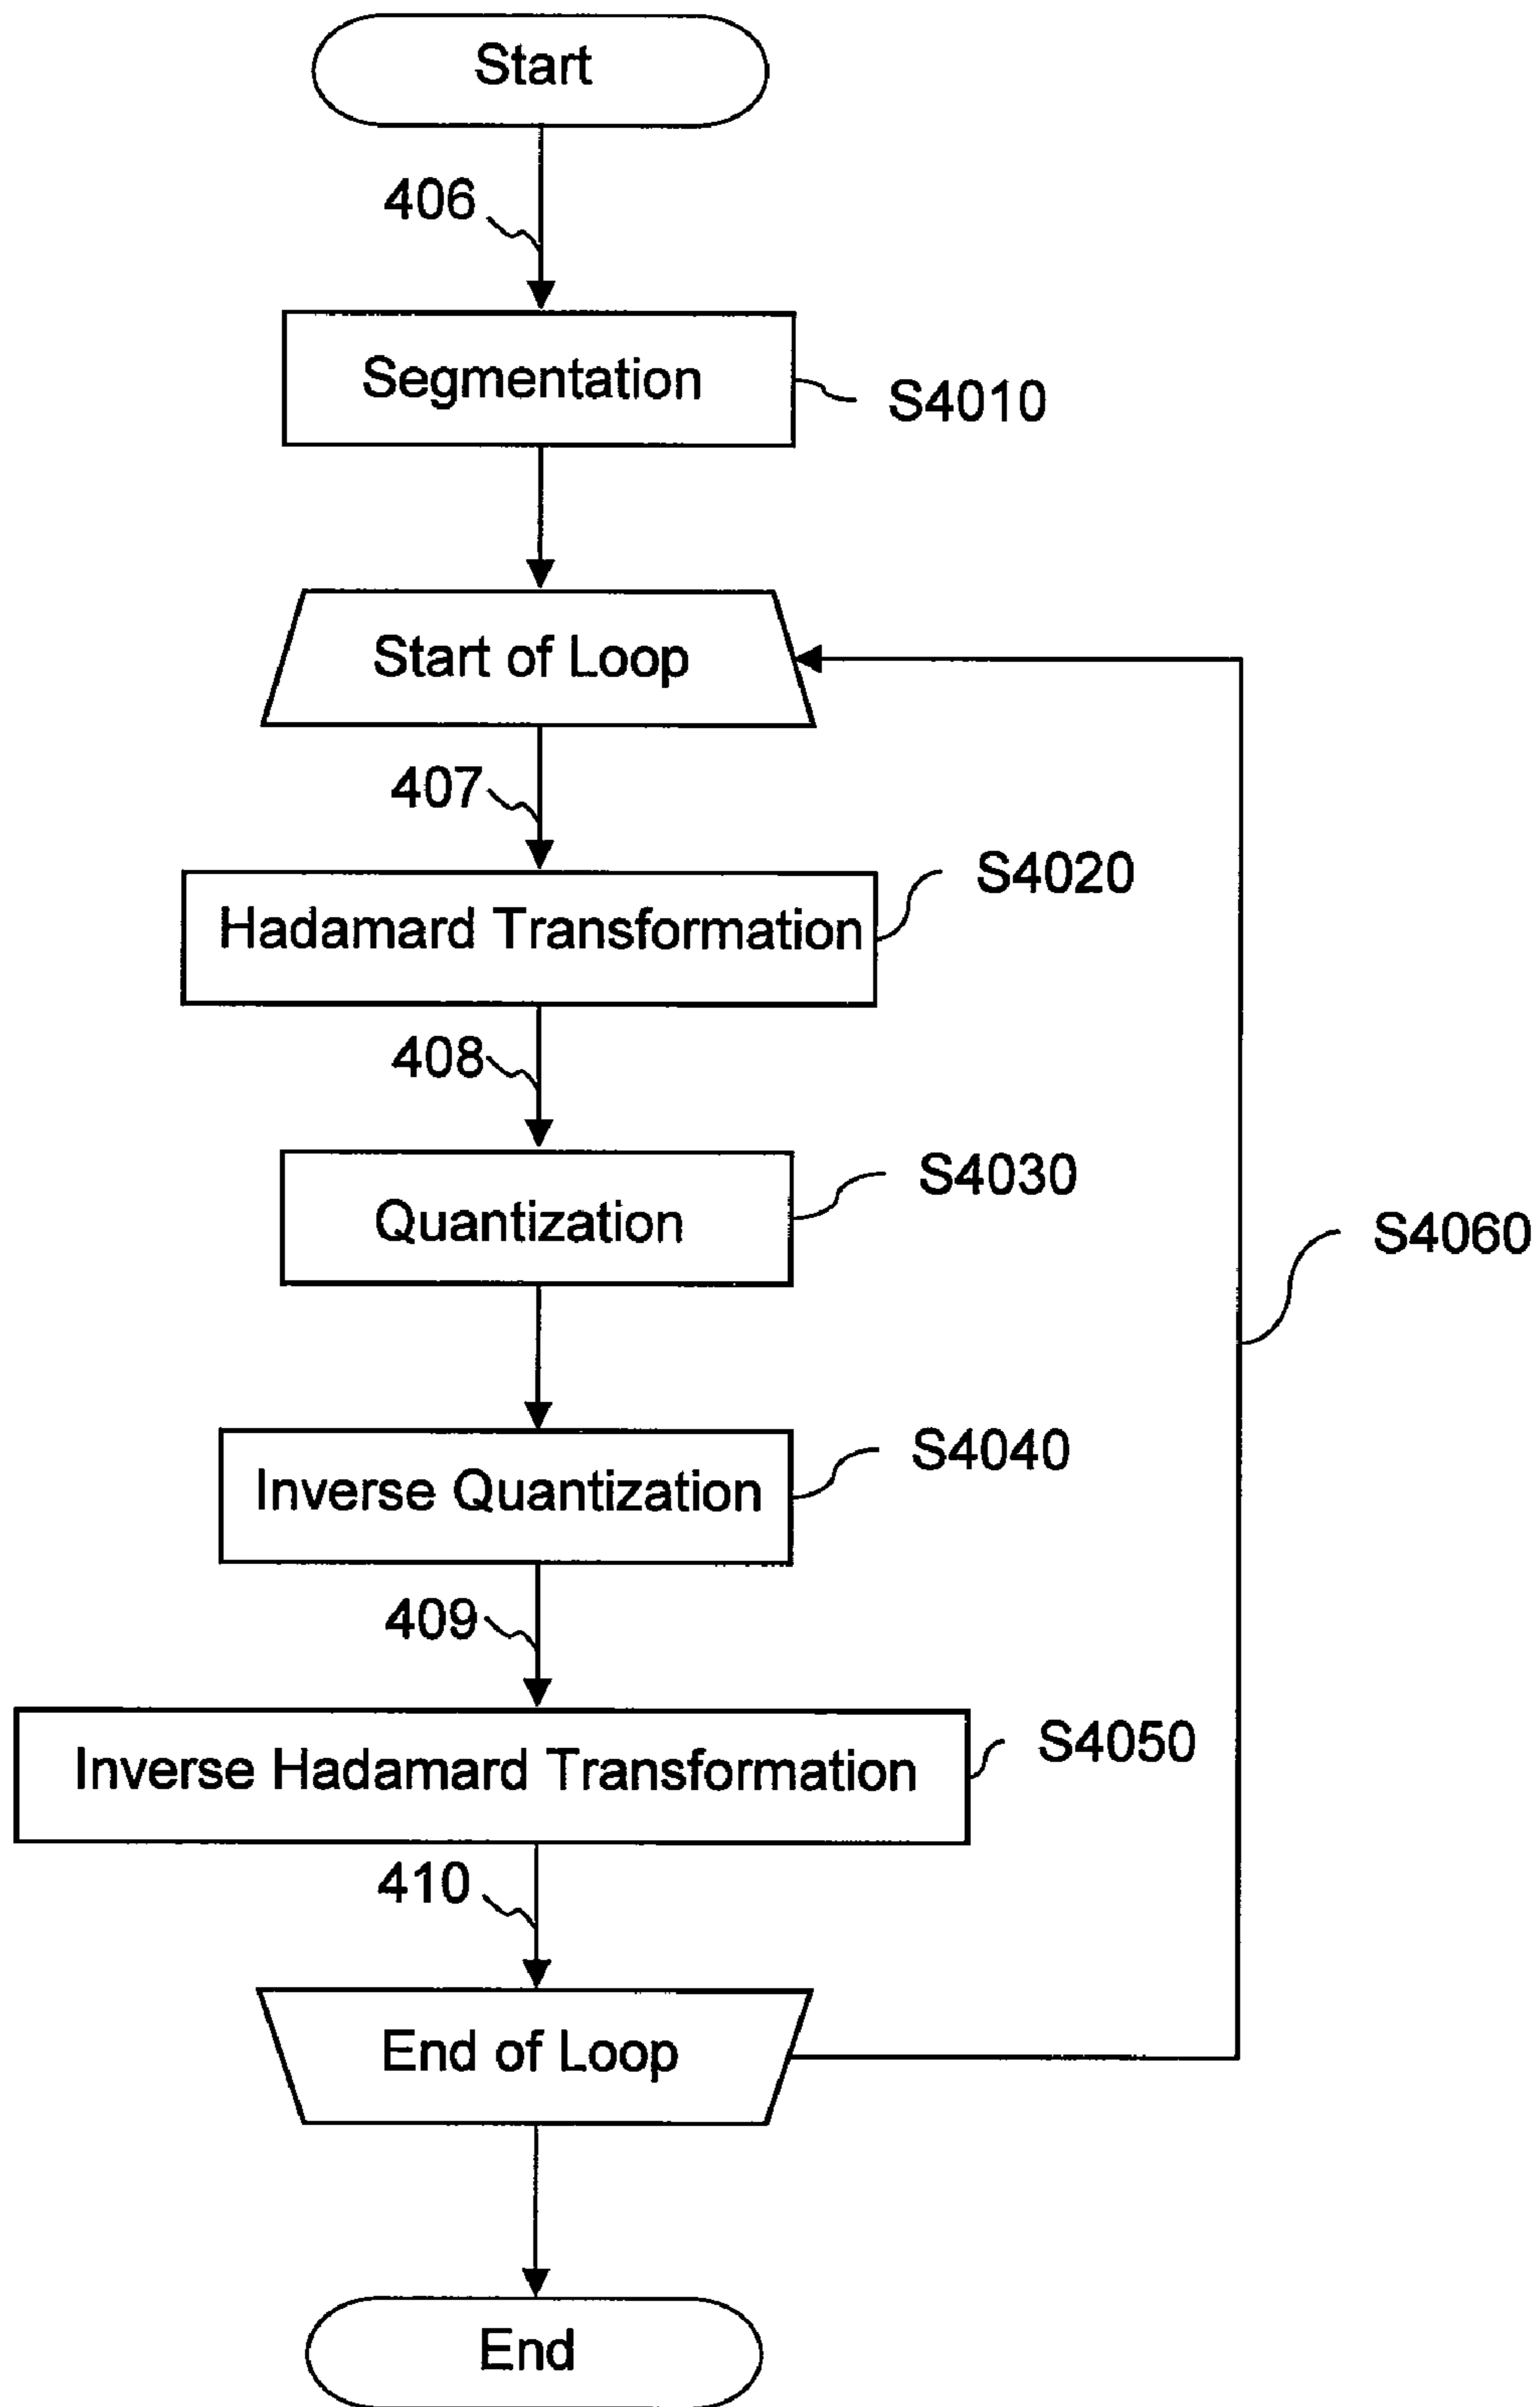 Start
406
Segmentation
S4010
Start of Loop
407
S4020
Hadamard Transformation
408
S4030
Quantization
S4060
S4040
Inverse Quantization
409
S4050
Inverse Hadamard Transformation
410
End of Loop
End